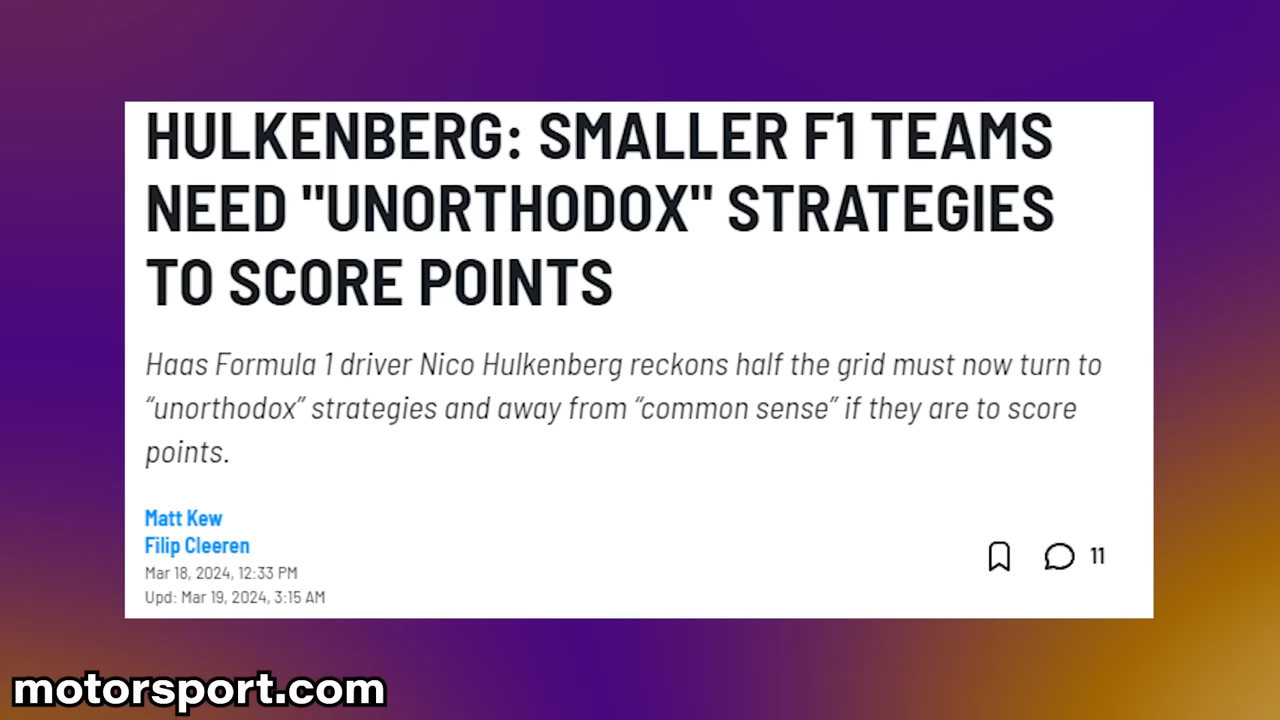 HULKENBERG: SMALLER F1 TEAMS
NEED "UNORTHODOX" STRATEGIES
TO SCORE POINTS
Haas Formula 1 driver Nico Hulkenberg reckons half the grid must now turn to
“unorthodox” strategies and away from “common sense” if they are to score
points.
Matt Kew
Filip Cleeren
Mar 18, 2024, 12:33 PM
Upd: Mar 19, 2024, 3:15 AM
11
motorsport.com